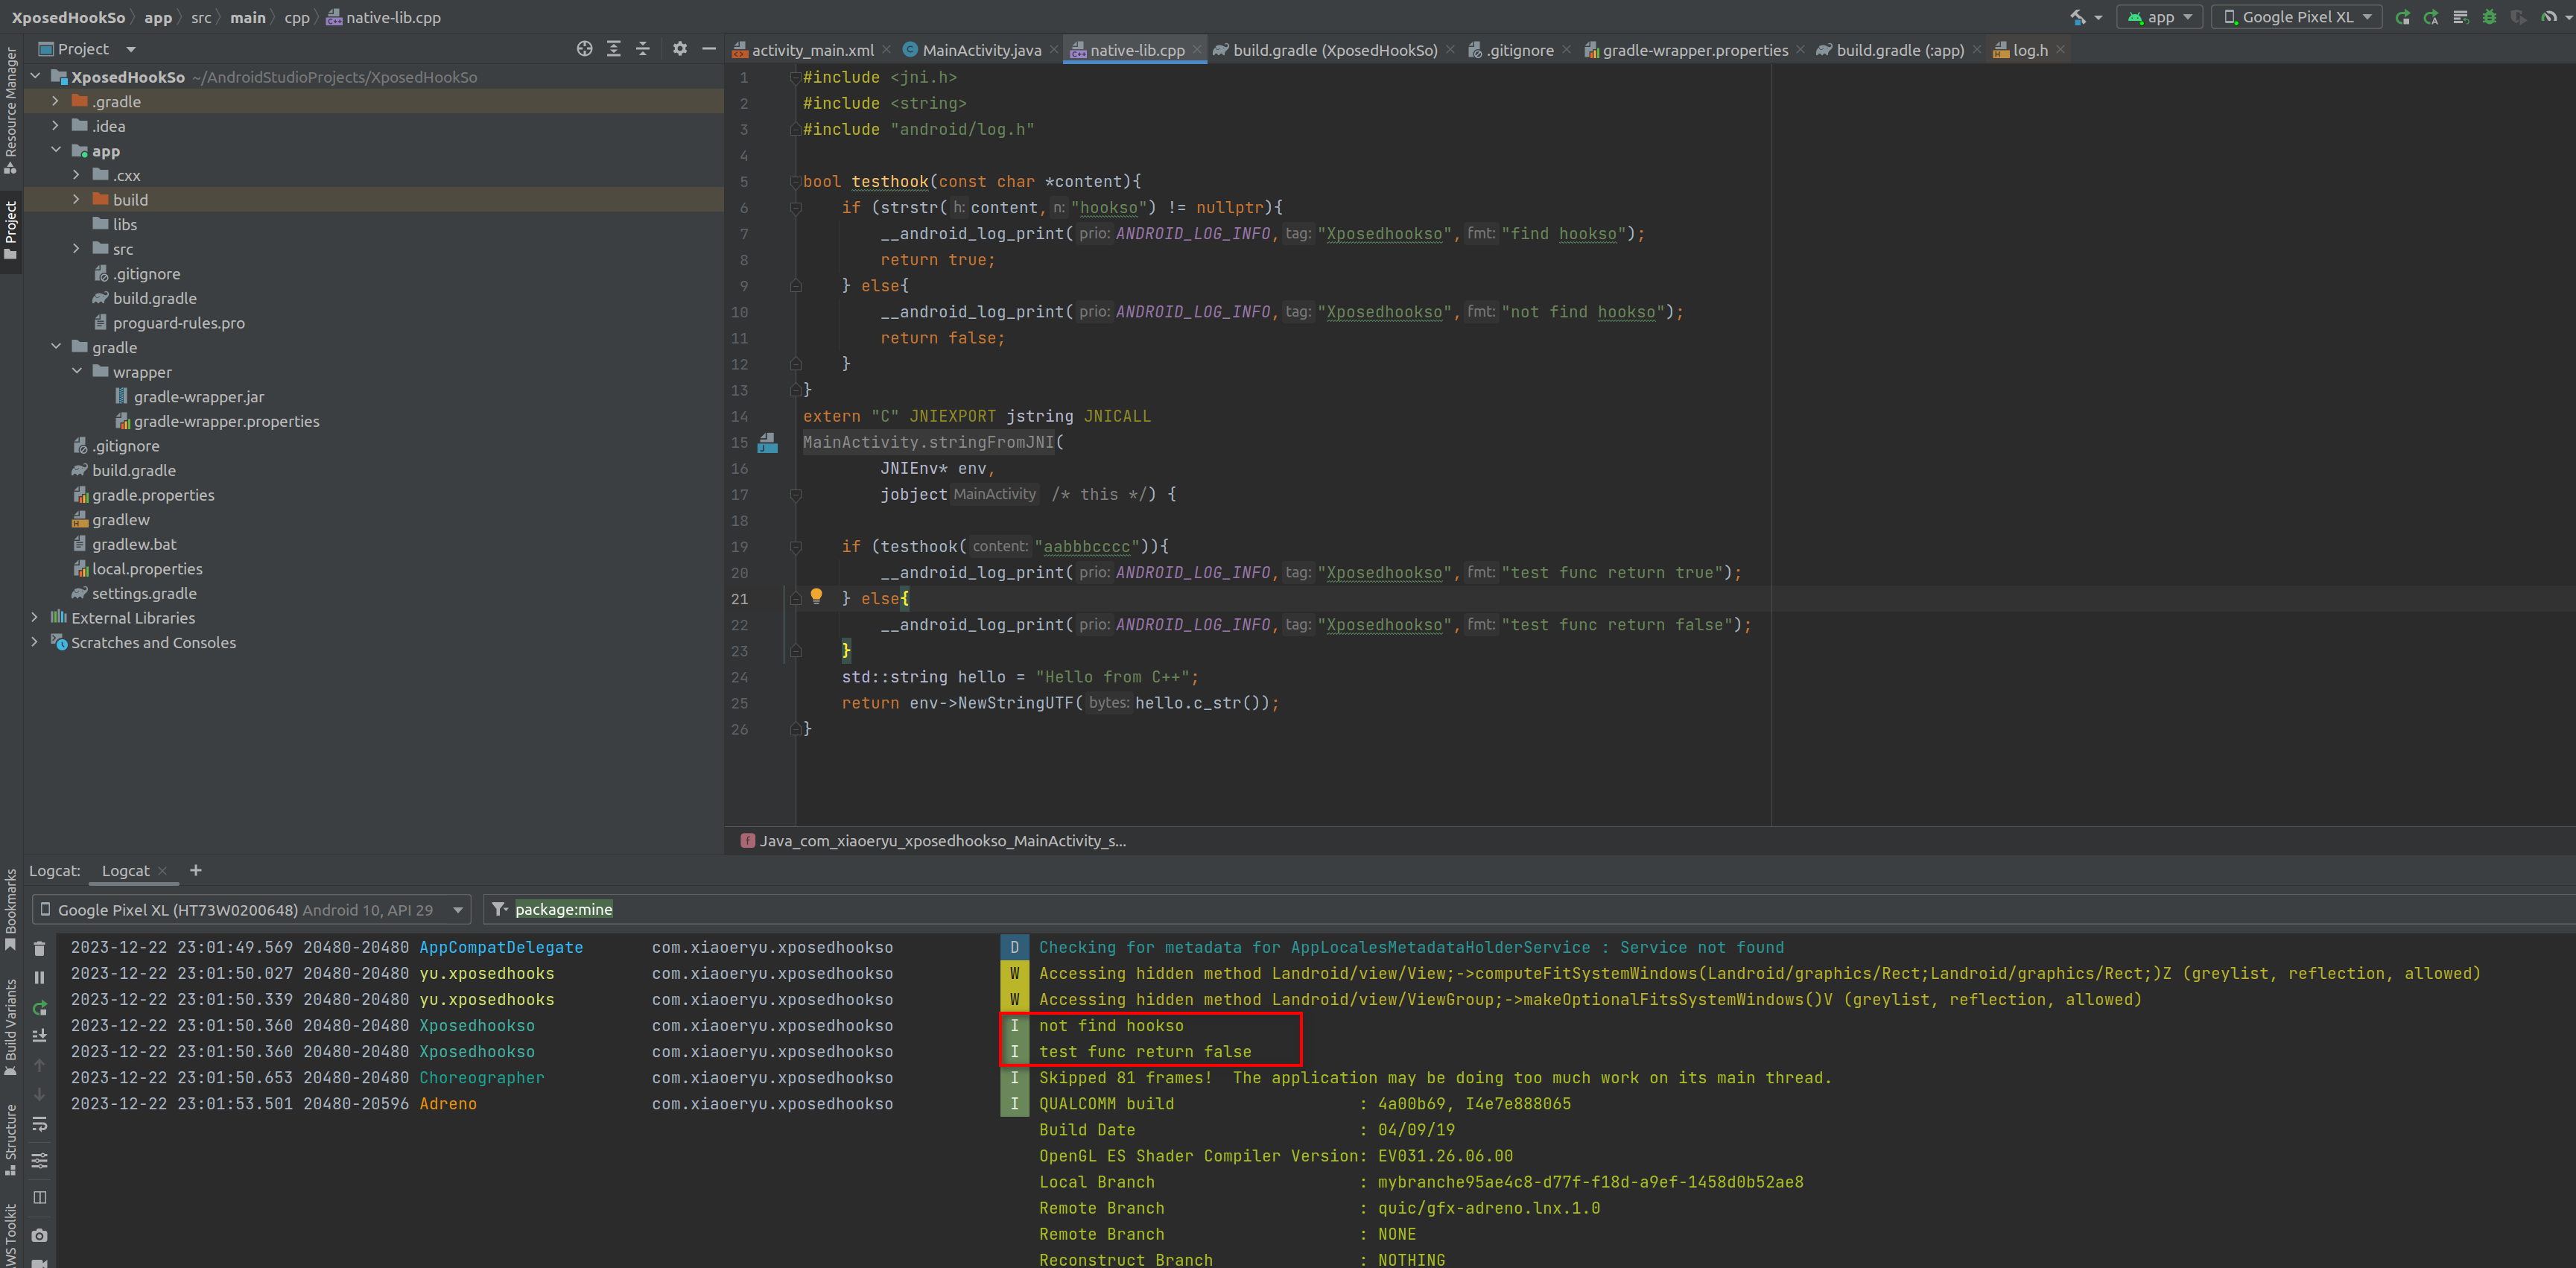 XposedHookSo app src main cpp native-lib.cpp
app Google Pixel XL
Project
activity_main.xml MainActivity.java native-lib.cpp build.gradle (XposedHookSo) .gitignore gradle-wrapper.properties build.gradle (:app) log.h
Resource Manager
Project
Bookmarks
Build Variants
Structure
WS Toolkit
XposedHookSo ~/AndroidStudioProjects/XposedHookSo
.gradle
.idea
app
.cxx
build
libs
src
.gitignore
build.gradle
proguard-rules.pro
gradle
wrapper
gradle-wrapper.jar
gradle-wrapper.properties
.gitignore
build.gradle
gradle.properties
gradlew
gradlew.bat
local.properties
settings.gradle
External Libraries
Scratches and Consoles
1 #include <jni.h>
2 #include <string>
3 #include "android/log.h"
4
5 bool testhook(const char *content){
6 if (strstr( h: content, n: "hookso") != nullptr){
7 __android_log_print( prio: ANDROID_LOG_INFO, tag: "Xposedhookso", fmt: "find hookso");
8 return true;
9 } else{
10 __android_log_print( prio: ANDROID_LOG_INFO, tag: "Xposedhookso", fmt: "not find hookso");
11 return false;
12 }
13 }
14 extern "C" JNIEXPORT jstring JNICALL
15 MainActivity.stringFromJNI(
16 JNIEnv* env,
17 jobject MainActivity /* this */) {
18
19 if (testhook( content: "aabbbcccc")){
20 __android_log_print( prio: ANDROID_LOG_INFO, tag: "Xposedhookso", fmt: "test func return true");
21 } else{
22 __android_log_print( prio: ANDROID_LOG_INFO, tag: "Xposedhookso", fmt: "test func return false");
23 }
24 std::string hello = "Hello from C++";
25 return env->NewStringUTF( bytes: hello.c_str());
26 }
Java_com_xiaoeryu_xposedhookso_MainActivity_s...
Logcat: Logcat
Google Pixel XL (HT73W0200648) Android 10, API 29 package:mine
2023-12-22 23:01:49.569 20480-20480 AppCompatDelegate com.xiaoeryu.xposedhookso D Checking for metadata for AppLocalesMetadataHolderService : Service not found
2023-12-22 23:01:50.027 20480-20480 yu.xposedhooks com.xiaoeryu.xposedhookso W Accessing hidden method Landroid/view/View;->computeFitSystemWindows(Landroid/graphics/Rect;Landroid/graphics/Rect;)Z (greylist, reflection, allowed)
2023-12-22 23:01:50.339 20480-20480 yu.xposedhooks com.xiaoeryu.xposedhookso W Accessing hidden method Landroid/view/ViewGroup;->makeOptionalFitsSystemWindows()V (greylist, reflection, allowed)
2023-12-22 23:01:50.360 20480-20480 Xposedhookso com.xiaoeryu.xposedhookso I not find hookso
2023-12-22 23:01:50.360 20480-20480 Xposedhookso com.xiaoeryu.xposedhookso I test func return false
2023-12-22 23:01:50.653 20480-20480 Choreographer com.xiaoeryu.xposedhookso I Skipped 81 frames! The application may be doing too much work on its main thread.
2023-12-22 23:01:53.501 20480-20596 Adreno com.xiaoeryu.xposedhookso I QUALCOMM build : 4a00b69, I4e7e888065
Build Date : 04/09/19
OpenGL ES Shader Compiler Version: EV031.26.06.00
Local Branch : mybranche95ae4c8-d77f-f18d-a9ef-1458d0b52ae8
Remote Branch : quic/gfx-adreno.lnx.1.0
Remote Branch : NONE
Reconstruct Branch : NOTHING